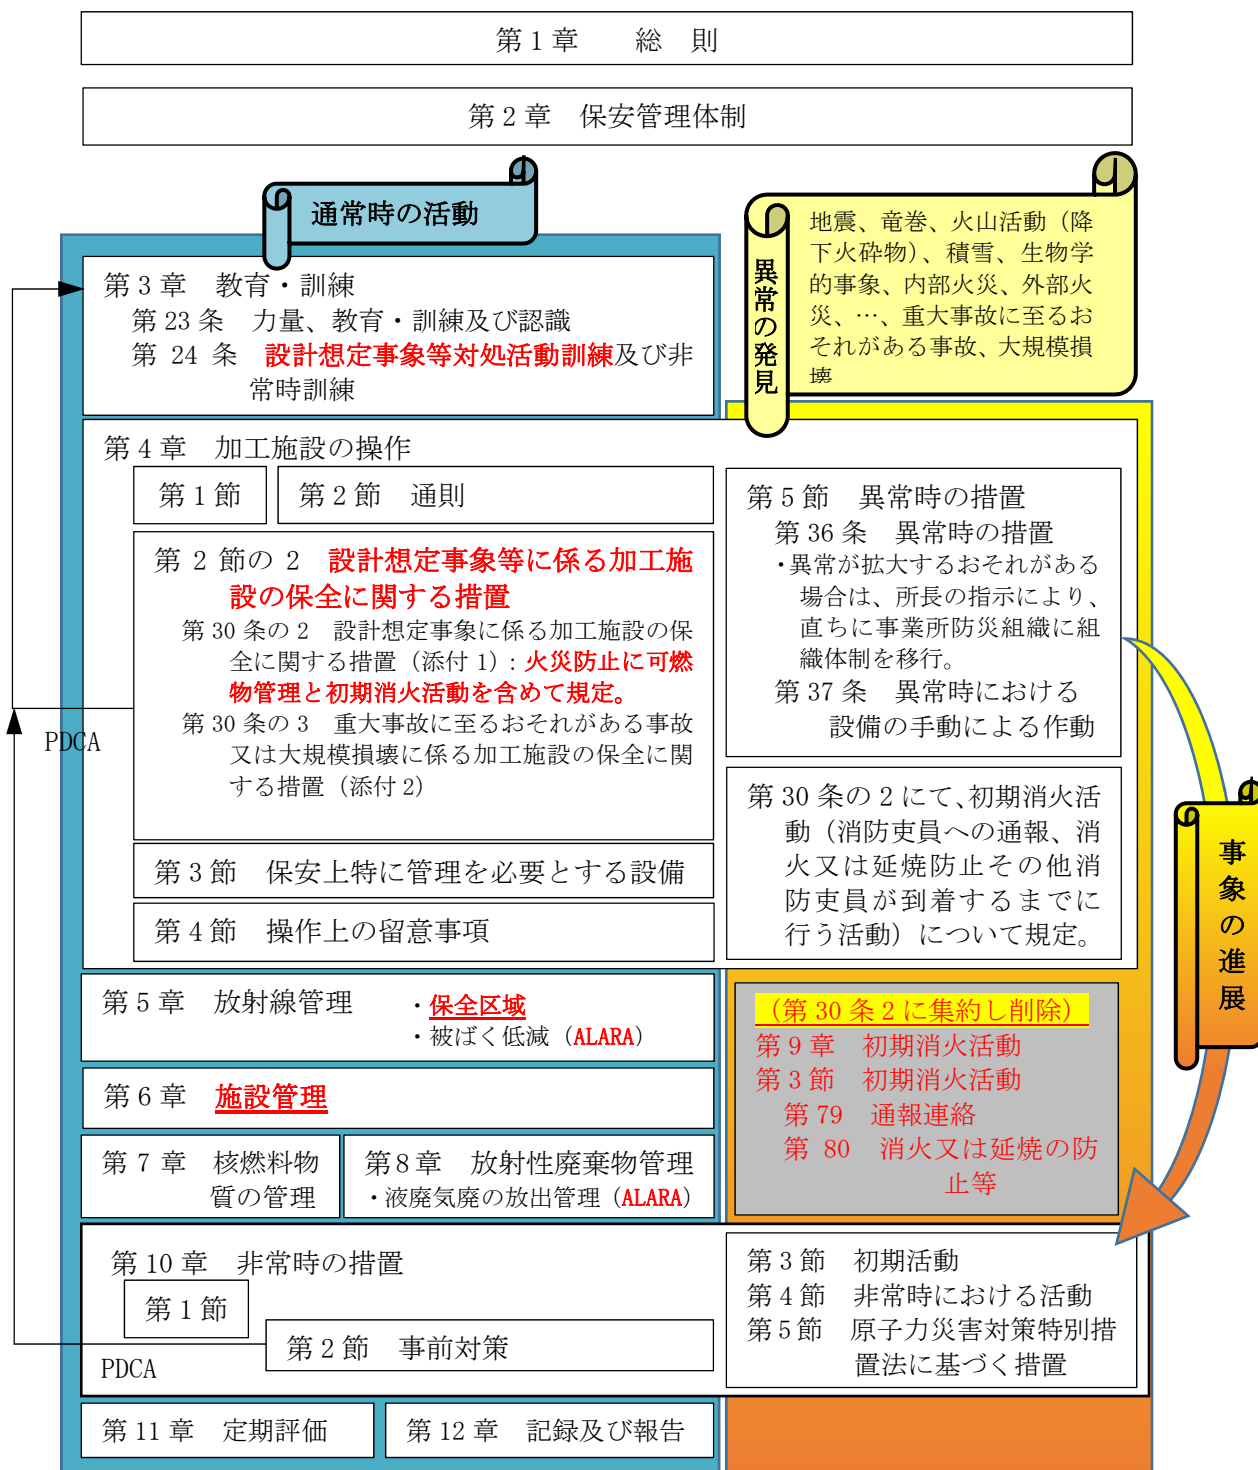 第1章　総　則
第2章　保安管理体制
通常時の活動
異常の発見
地震、竜巻、火山活動（降
下火砕物）、積雪、生物学
的事象、内部火災、外部火
災、…、重大事故に至るお
それがある事故、大規模損
壊
第3章　教育・訓練
第23条　力量、教育・訓練及び認識
第 24 条　設計想定事象等対処活動訓練及び非
常時訓練
第4章　加工施設の操作
第1節
第2節　通則
第 2 節の 2　設計想定事象等に係る加工施
設の保全に関する措置
第30条の2　設計想定事象に係る加工施設の保
全に関する措置（添付1）：火災防止に可燃
物管理と初期消火活動を含めて規定。
第30条の3　重大事故に至るおそれがある事故
又は大規模損壊に係る加工施設の保全に関
する措置（添付2）
第3節　保安上特に管理を必要とする設備
第4節　操作上の留意事項
第5節　異常時の措置
第36条　異常時の措置
・異常が拡大するおそれがある
場合は、所長の指示により、
直ちに事業所防災組織に組
織体制を移行。
第37条　異常時における
設備の手動による作動
第30条の2にて、初期消火活
動（消防吏員への通報、消
火又は延焼防止その他消
防吏員が到着するまでに
行う活動）について規定。
PDCA
事象の進展
第5章　放射線管理
・保全区域
・被ばく低減（ALARA）
第6章　施設管理
第7章　核燃料物
質の管理
第8章　放射性廃棄物管理
・液廃気廃の放出管理（ALARA）
（第30条2に集約し削除）
第9章　初期消火活動
第3節　初期消火活動
第79　通報連絡
第 80　消火又は延焼の防
止等
第10章　非常時の措置
第1節
第2節　事前対策
PDCA
第3節　初期活動
第4節　非常時における活動
第5節　原子力災害対策特別措
置法に基づく措置
第11章　定期評価
第12章　記録及び報告